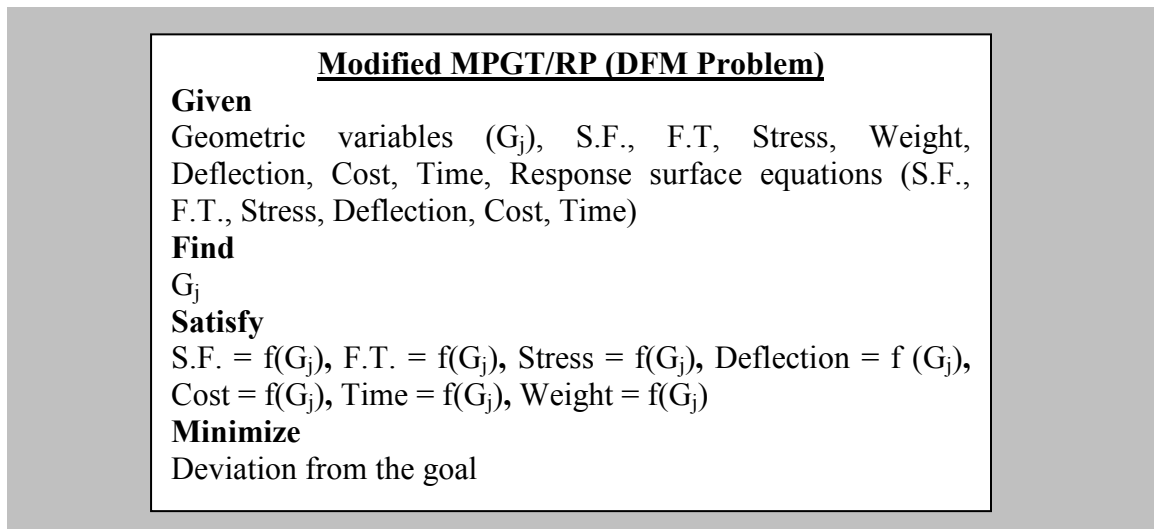 Modified MPGT/RP (DFM Problem)
Given
Geometric variables (Gj), S.F., F.T, Stress, Weight,
Deflection, Cost, Time, Response surface equations (S.F.,
F.T., Stress, Deflection, Cost, Time)
Find
Gj
Satisfy
S.F. = f(Gj), F.T. = f(Gj), Stress = f(Gj), Deflection = f (Gj),
Cost = f(Gj), Time = f(Gj), Weight = f(Gj)
Minimize
Deviation from the goal